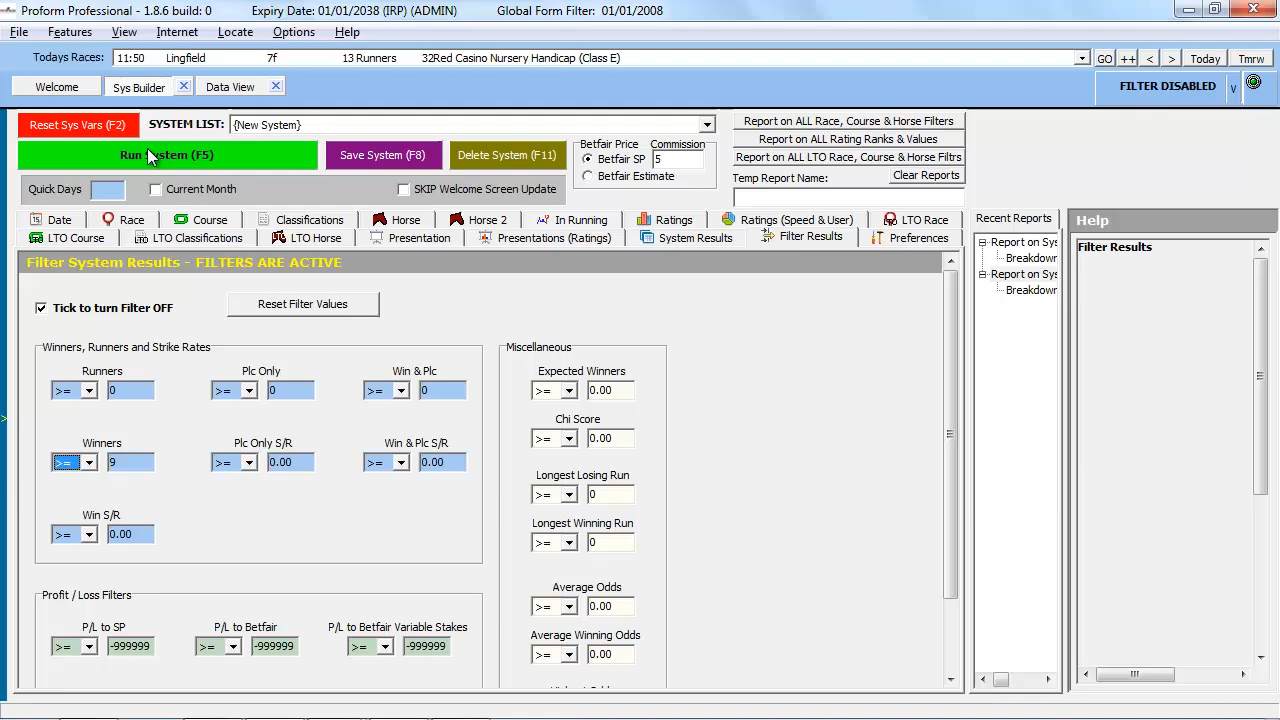 Proform Professional - 1.8.6 build: 0 Expiry Date: 01/01/2038 (IRP) (ADMIN) Global Form Filter: 01/01/2008
File Features View Internet Locate Options Help
Todays Races: 11:50 Lingfield 7f 13 Runners 32Red Casino Nursery Handicap (Class E) GO ++ < > Today Tmrw
Welcome Sys Builder X Data View X FILTER DISABLED V
Reset Sys Vars (F2) SYSTEM LIST: {New System} Report on ALL Race, Course & Horse Filters
Report on ALL Rating Ranks & Values
Run System (F5) Save System (F8) Delete System (F11) Betfair Price Commission
Betfair SP 5
Betfair Estimate
Report on ALL LTO Race, Course & Horse Filtrs
Temp Report Name: Clear Reports
Quick Days Current Month SKIP Welcome Screen Update
Date Race Course Classifications Horse Horse 2 In Running Ratings Ratings (Speed & User) LTO Race
LTO Course LTO Classifications LTO Horse Presentation Presentations (Ratings) System Results Filter Results Preferences
Recent Reports
Report on Sys
Breakdown
Report on Sys
Breakdown
Help
Filter Results
Filter System Results - FILTERS ARE ACTIVE
Tick to turn Filter OFF Reset Filter Values
Winners, Runners and Strike Rates
Runners Plc Only Win & Plc
>= 0 >= 0 >= 0
Winners Plc Only S/R Win & Plc S/R
>= 9 >= 0.00 >= 0.00
Win S/R
>= 0.00
Profit / Loss Filters
P/L to SP P/L to Betfair P/L to Betfair Variable Stakes
>= -999999 >= -999999 >= -999999
Miscellaneous
Expected Winners
>= 0.00
Chi Score
>= 0.00
Longest Losing Run
>= 0
Longest Winning Run
>= 0
Average Odds
>= 0.00
Average Winning Odds
>= 0.00